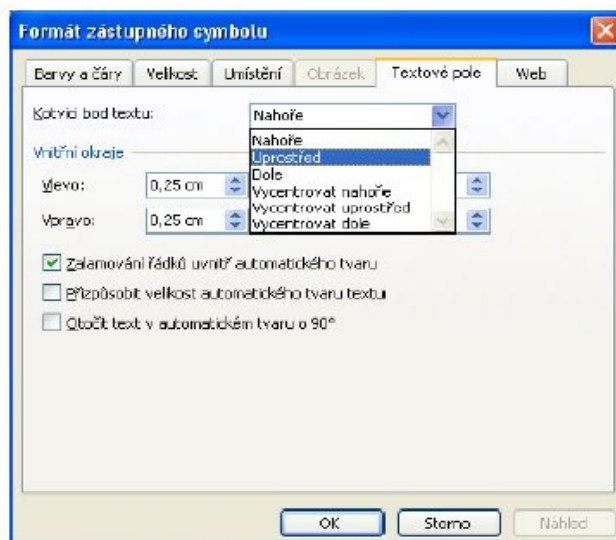 Formát zástupného symbolu
Barvy a čáry Velikost Umístění Obrázek Textové pole Web
Kotvící bod textu: Nahoře
Nahoře
Uprostřed
Dole
Vycentrovat nahoře
Vycentrovat uprostřed
Vycentrovat dole
Vnitřní okraje
Vlevo: 0,25 cm
Vpravo: 0,25 cm
Zalamování řádků uvnitř automatického tvaru
Přizpůsobit velikost automatického tvaru textu
Otočit text v automatickém tvaru o 90°
OK Storno Náhled